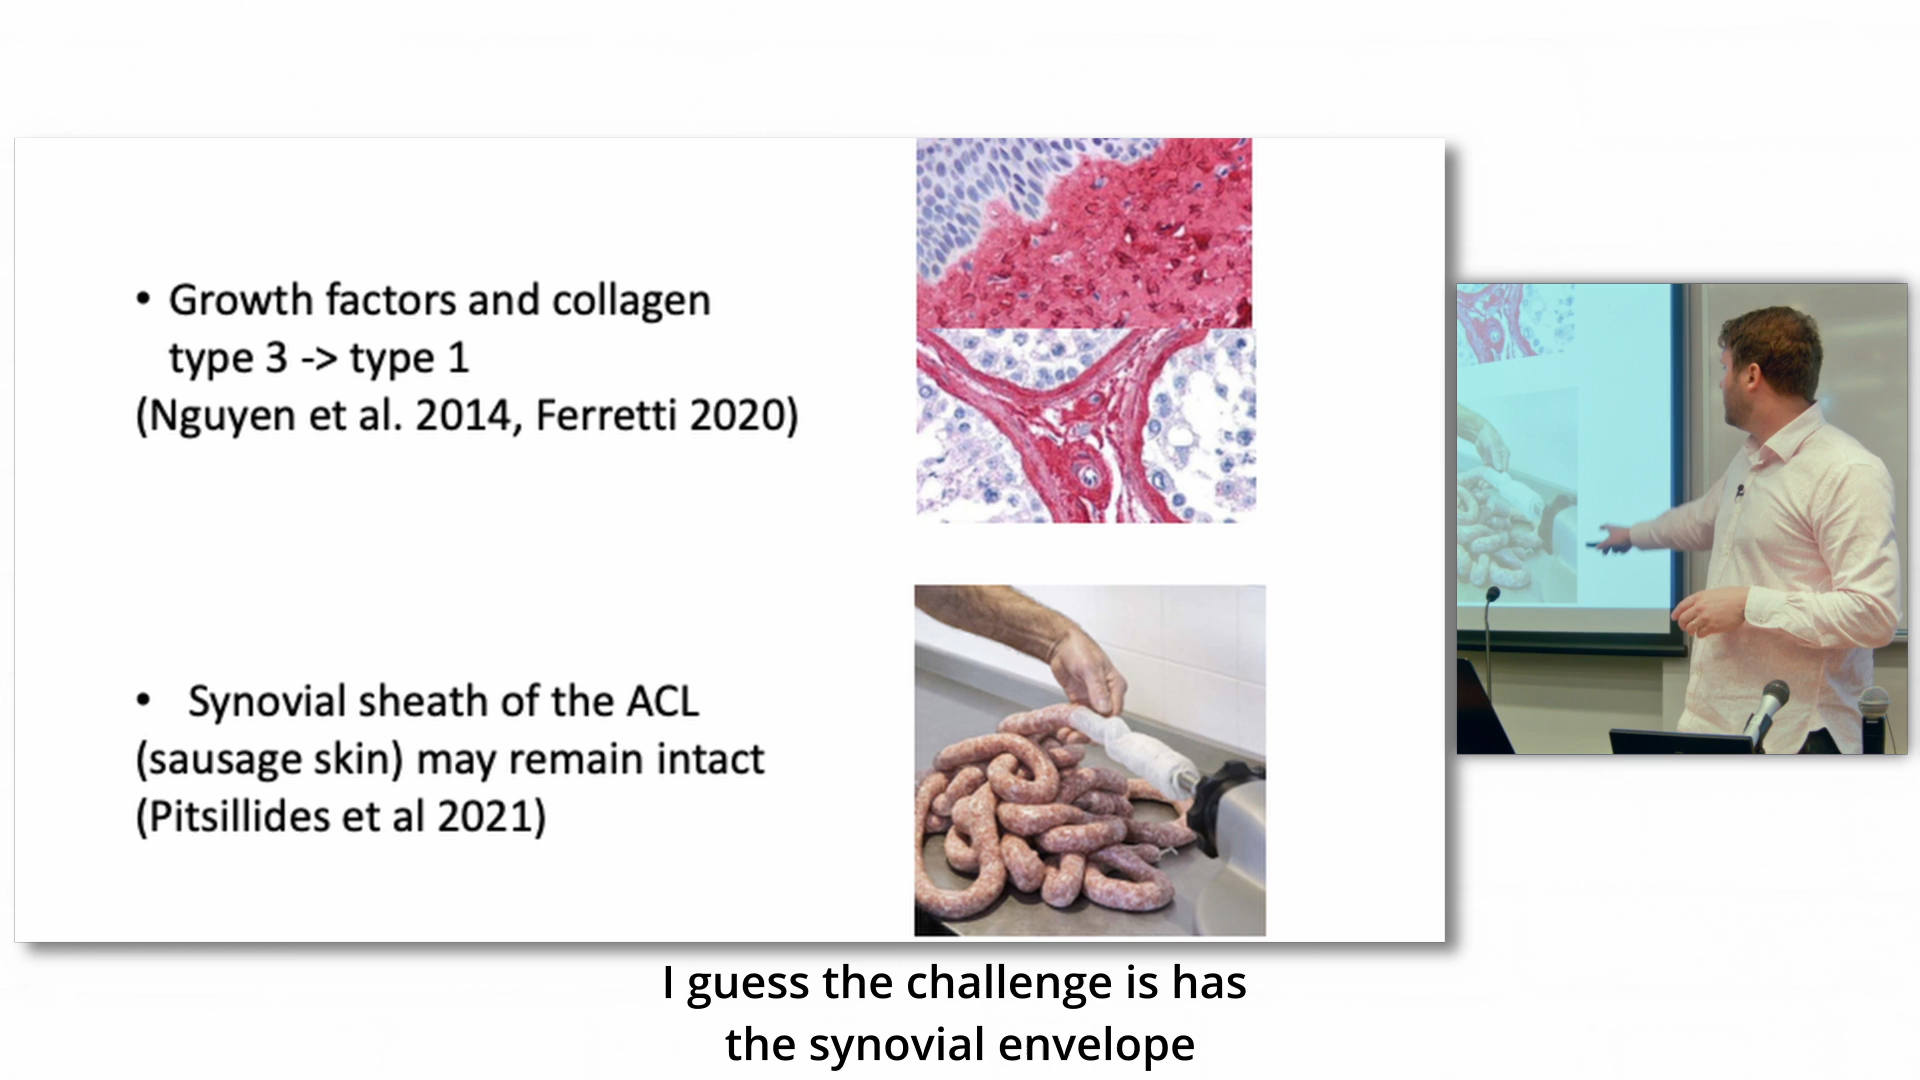 • Growth factors and collagen
type 3 -> type 1
(Nguyen et al. 2014, Ferretti 2020)
• Synovial sheath of the ACL
(sausage skin) may remain intact
(Pitsillides et al 2021)
I guess the challenge is has
the synovial envelope